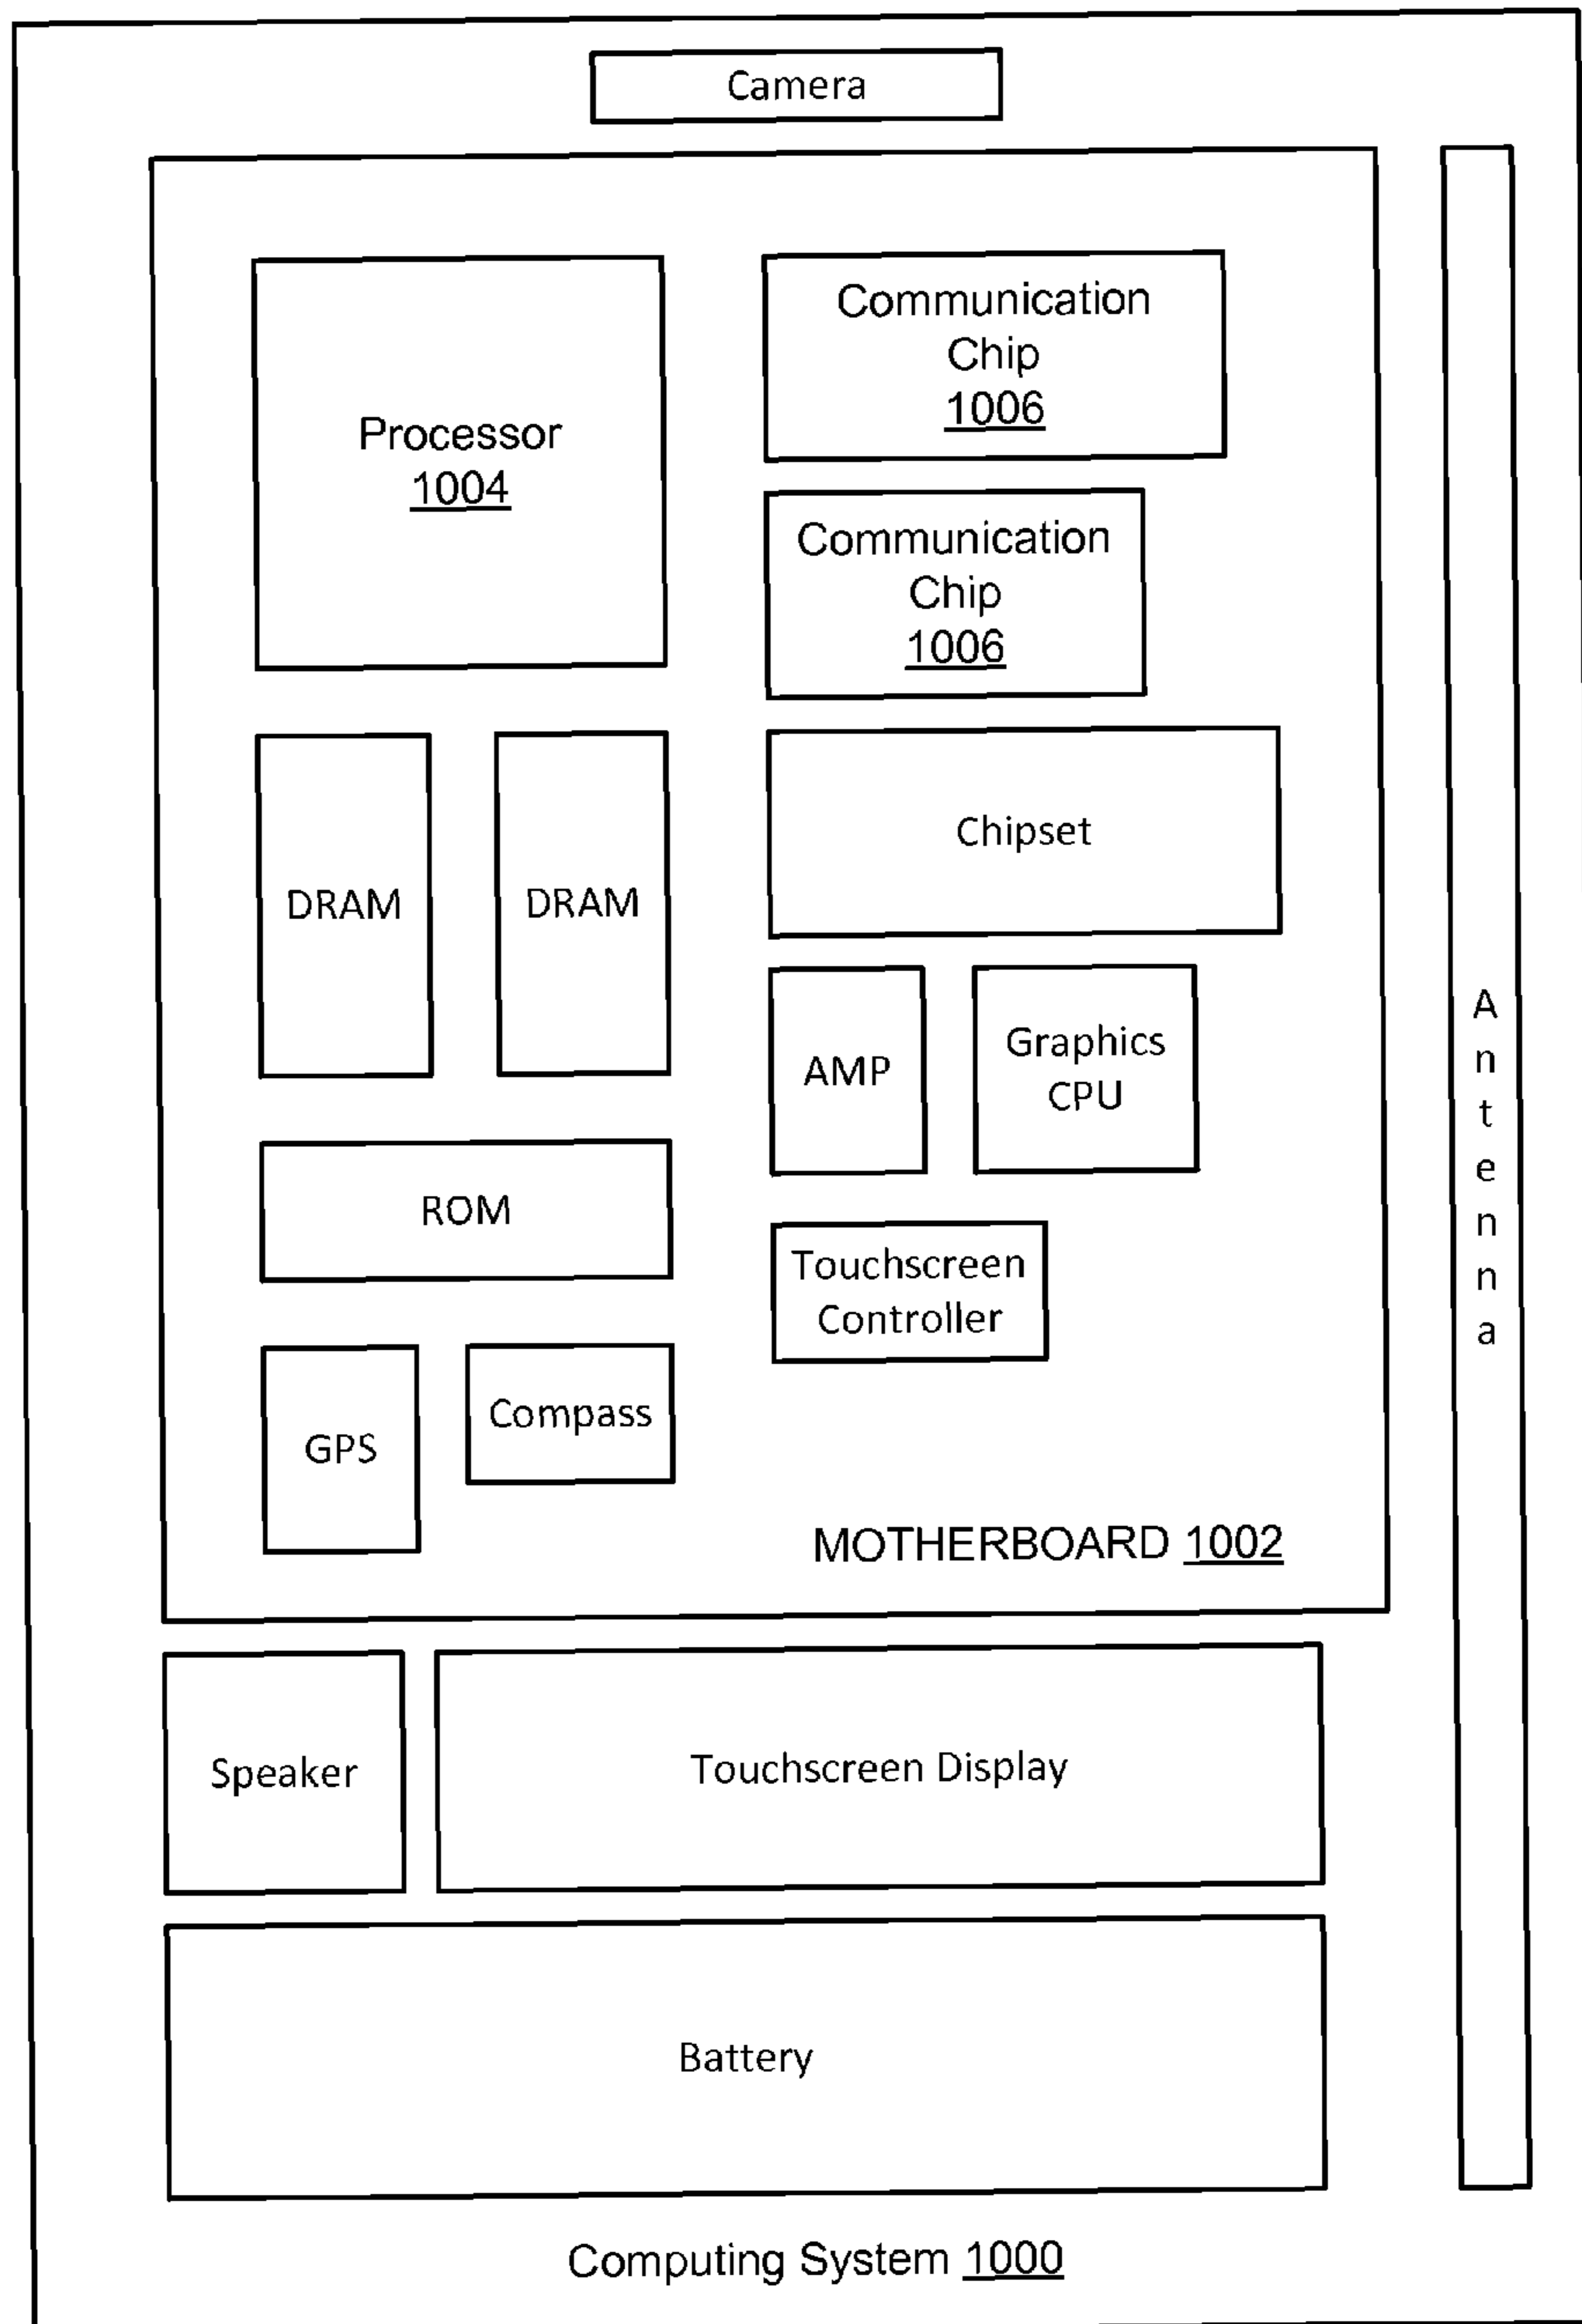 Camera
Processor
1004
Communication
Chip
1006
Communication
Chip
1006
DRAM
DRAM
Chipset
AMP
Graphics
CPU
ROM
Touchscreen
Controller
GPS
Compass
MOTHERBOARD 1002
Antenna
Speaker
Touchscreen Display
Battery
Computing System 1000